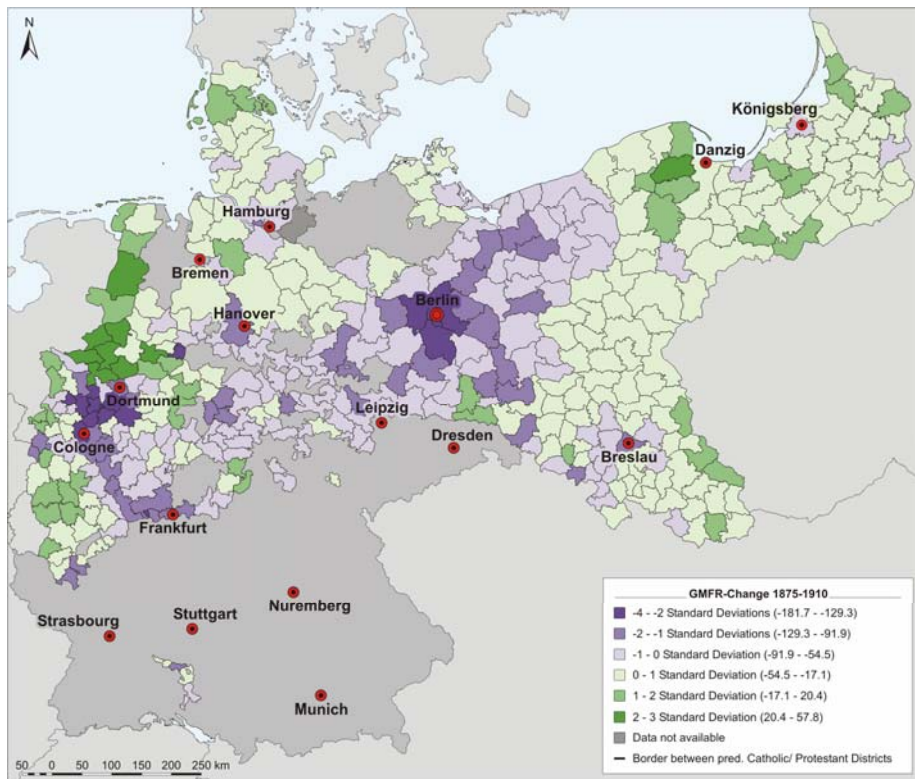 N
Königsberg
Danzig
Hamburg
Bremen
Berlin
Hanover
Dortmund
Leipzig
Cologne
Dresden
Breslau
Frankfurt
Nuremberg
Strasbourg
Stuttgart
Munich
GMFR-Change 1875-1910
-4 - -2 Standard Deviations (-181.7 - -129.3)
-2 - -1 Standard Deviations (-129.3 - -91.9)
-1 - 0 Standard Deviation (-91.9 - -54.5)
0 - 1 Standard Deviation (-54.5 - -17.1)
1 - 2 Standard Deviation (-17.1 - 20.4)
2 - 3 Standard Deviation (20.4 - 57.8)
Data not available
Border between pred. Catholic/ Protestant Districts
50 0 50 100 150 200 250 km